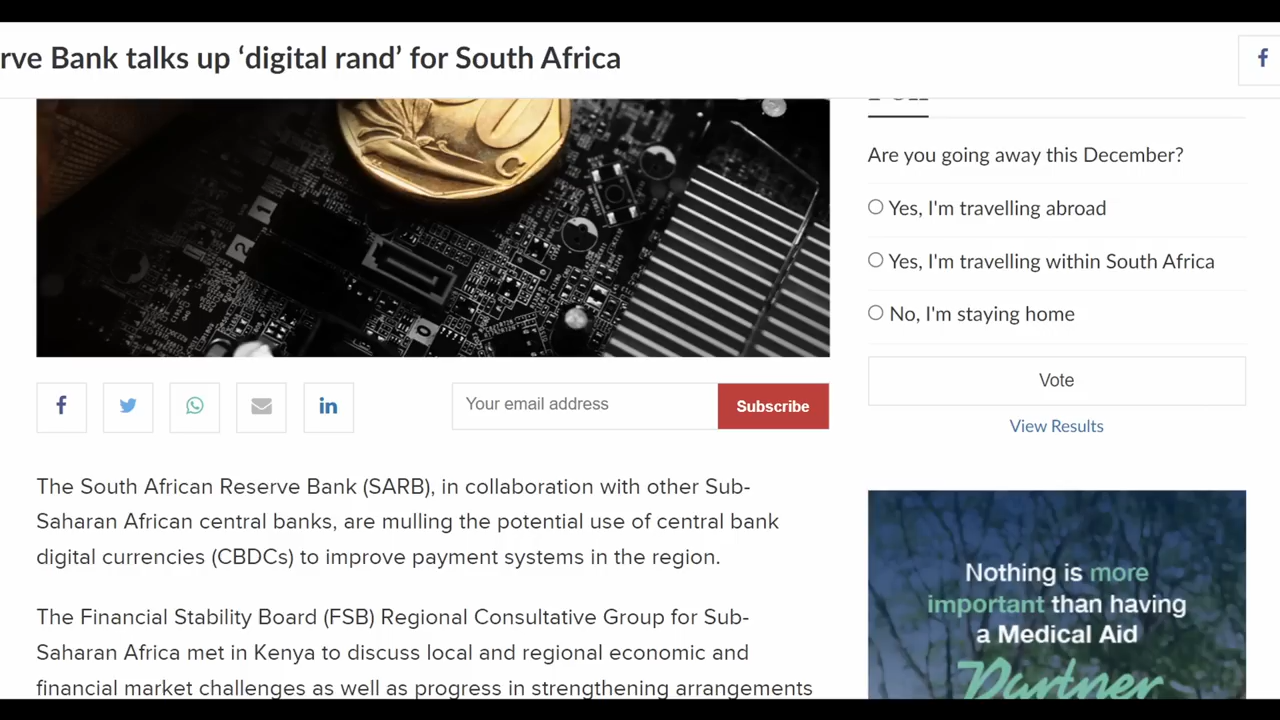 rve Bank talks up ‘digital rand’ for South Africa
Are you going away this December?
Yes, I'm travelling abroad
Yes, I'm travelling within South Africa
No, I'm staying home
Vote
View Results
1
2
0
Your email address
Subscribe
The South African Reserve Bank (SARB), in collaboration with other Sub-
Saharan African central banks, are mulling the potential use of central bank
digital currencies (CBDCs) to improve payment systems in the region.
The Financial Stability Board (FSB) Regional Consultative Group for Sub-
Saharan Africa met in Kenya to discuss local and regional economic and
financial market challenges as well as progress in strengthening arrangements
Nothing is more
important than having
a Medical Aid
Partner